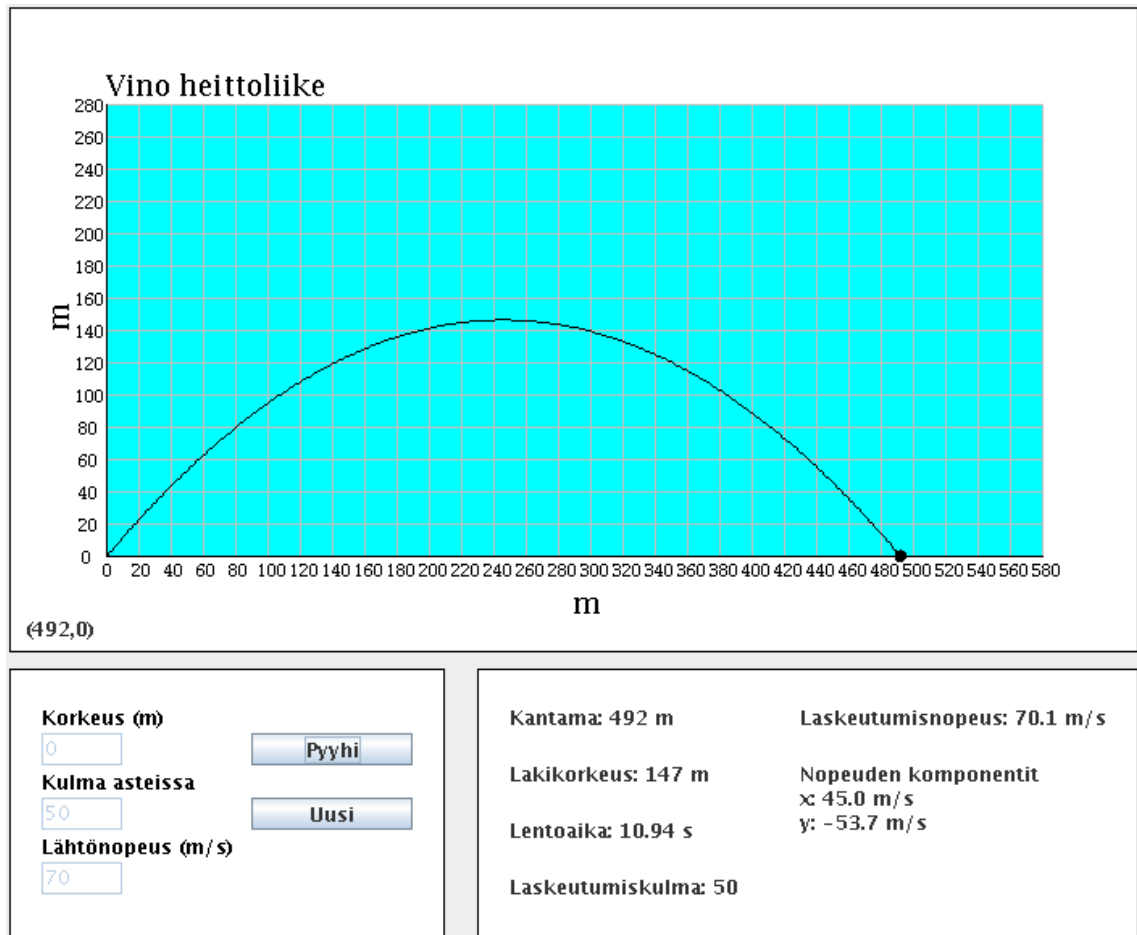 Vino heittoliike
280
260
240
220
200
180
160
140
120
100
80
60
40
20
0
m
0 20 40 60 80 100 120 140 160 180 200 220 240 260 280 300 320 340 360 380 400 420 440 460 480 500 520 540 560 580
m
(492,0)
Korkeus (m)
0
Pyyhi
Kulma asteissa
50
Uusi
Lähtönopeus (m/s)
70
Kantama: 492 m
Lakikorkeus: 147 m
Lentoaika: 10.94 s
Laskeutumiskulma: 50
Laskeutumisnopeus: 70.1 m/s
Nopeuden komponentit
x: 45.0 m/s
y: -53.7 m/s